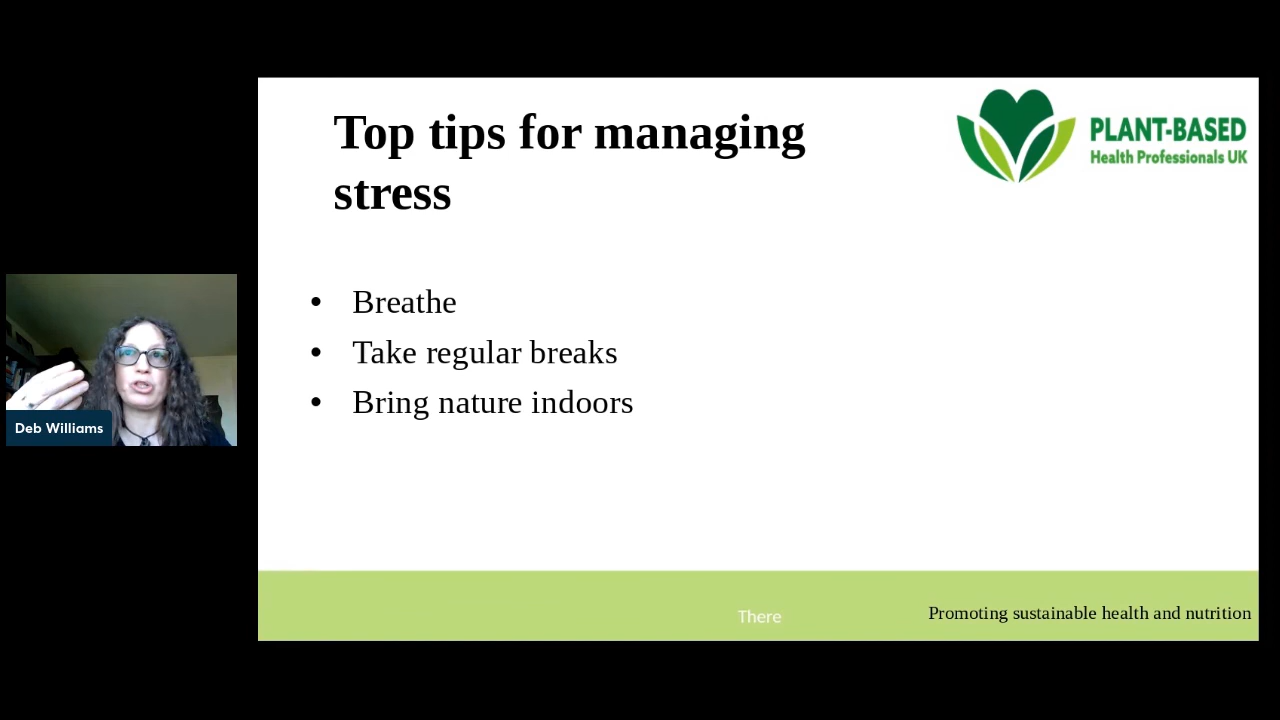 Top tips for managing
stress
PLANT-BASED
Health Professionals UK
• Breathe
• Take regular breaks
• Bring nature indoors
Deb Williams
There
Promoting sustainable health and nutrition